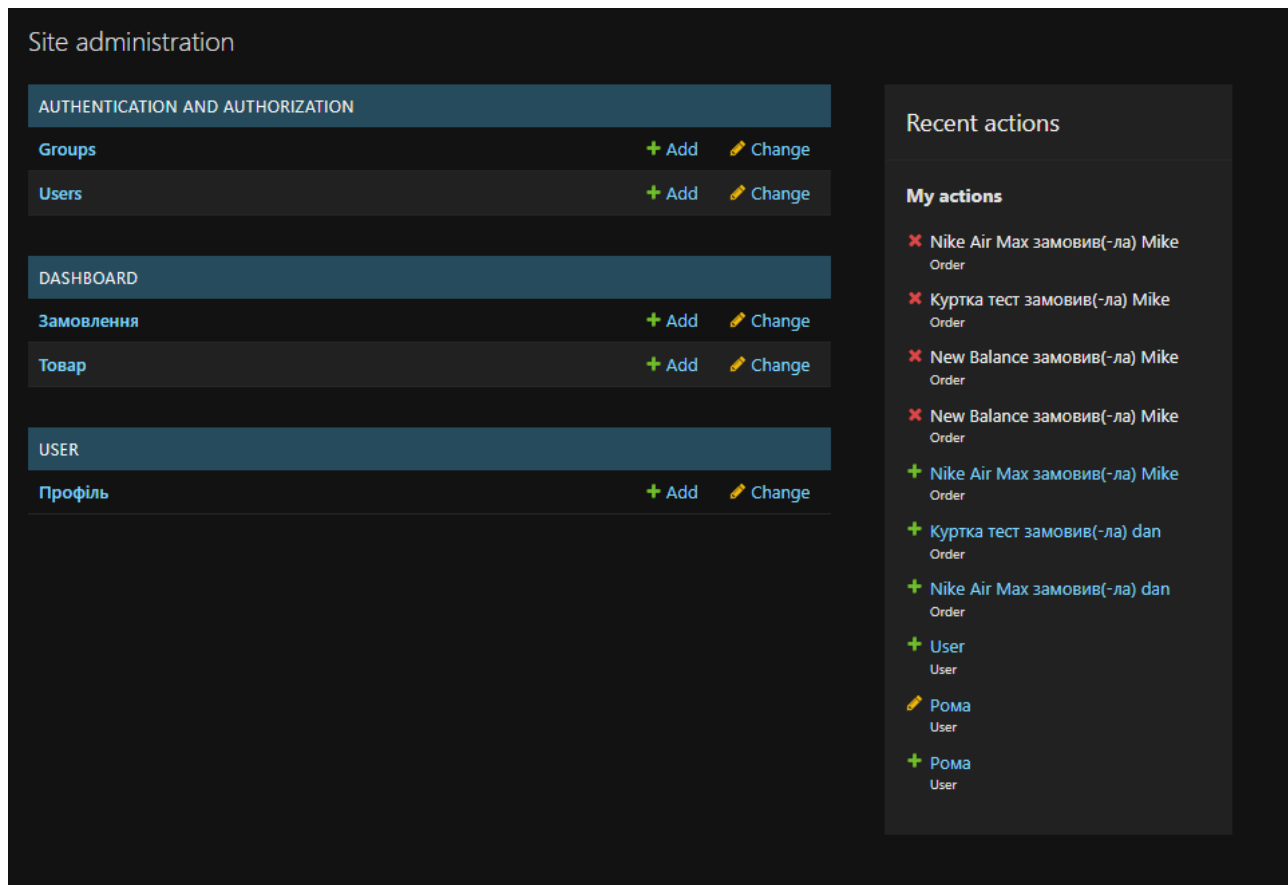 Site administration
AUTHENTICATION AND AUTHORIZATION
Groups Add Change
Users Add Change
DASHBOARD
Замовлення Add Change
Товар Add Change
USER
Профіль Add Change
Recent actions
My actions
Nike Air Max замовив(-ла) Mike
Order
Куртка тест замовив(-ла) Mike
Order
New Balance замовив(-ла) Mike
Order
New Balance замовив(-ла) Mike
Order
Nike Air Max замовив(-ла) Mike
Order
Куртка тест замовив(-ла) dan
Order
Nike Air Max замовив(-ла) dan
Order
User
User
Рома
User
Рома
User